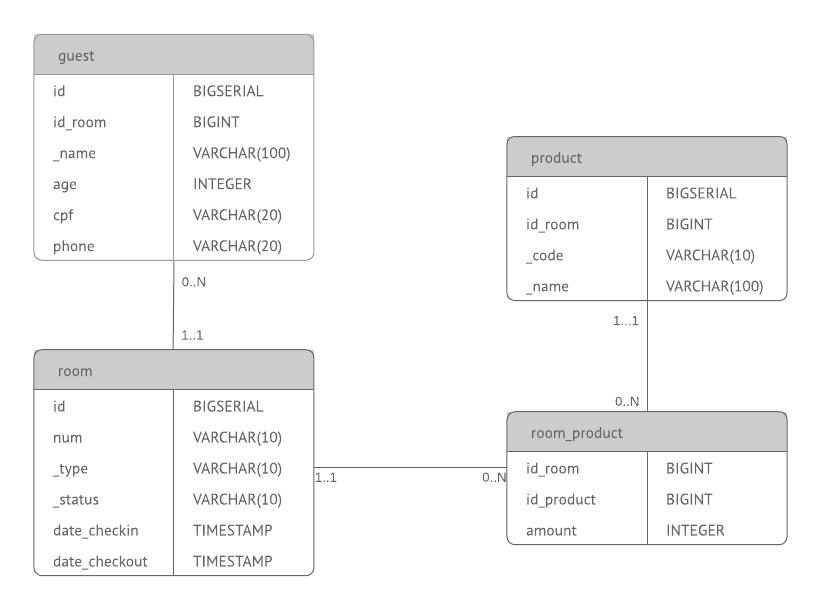 guest
id BIGSERIAL
id_room BIGINT
_name VARCHAR(100)
age INTEGER
cpf VARCHAR(20)
phone VARCHAR(20)
0..N
1..1
room
id BIGSERIAL
num VARCHAR(10)
_type VARCHAR(10)
_status VARCHAR(10)
date_checkin TIMESTAMP
date_checkout TIMESTAMP
1..1
0..N
product
id BIGSERIAL
id_room BIGINT
_code VARCHAR(10)
_name VARCHAR(100)
1...1
0..N
room_product
id_room BIGINT
id_product BIGINT
amount INTEGER